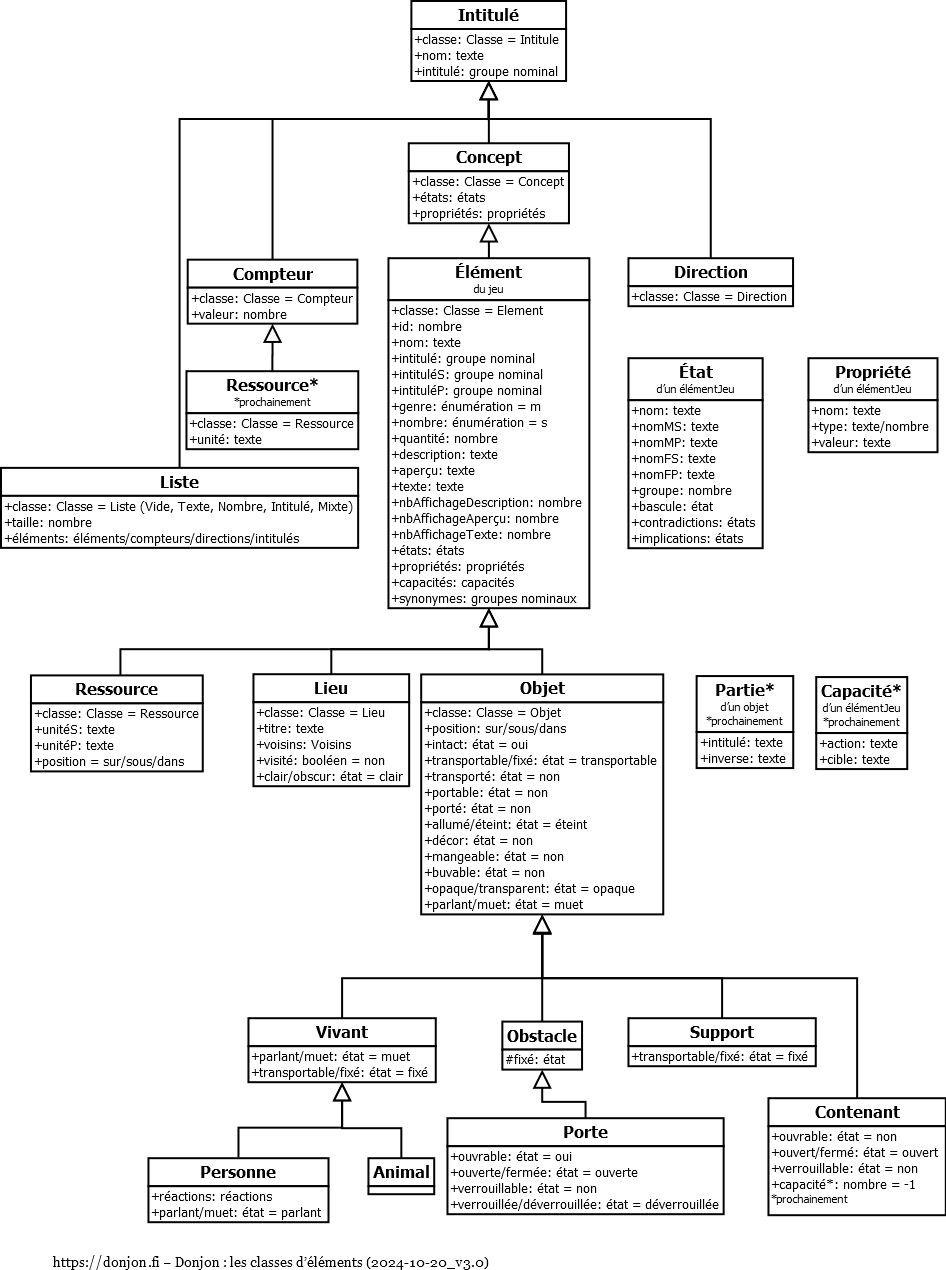 Intitulé
+classe: Classe = Intitule
+nom: texte
+intitulé: groupe nominal
Concept
+classe: Classe = Concept
+états: états
+propriétés: propriétés
Compteur
+classe: Classe = Compteur
+valeur: nombre
Élément
du jeu
+classe: Classe = Element
+id: nombre
+nom: texte
+intitulé: groupe nominal
+intituléS: groupe nominal
+intituléP: groupe nominal
+genre: énumération = m
+nombre: énumération = s
+quantité: nombre
+description: texte
+aperçu: texte
+texte: texte
+nbAffichageDescription: nombre
+nbAffichageAperçu: nombre
+nbAffichageTexte: nombre
+états: états
+propriétés: propriétés
+capacités: capacités
+synonymes: groupes nominaux
Direction
+classe: Classe = Direction
Ressource*
*prochainement
+classe: Classe = Ressource
+unité: texte
État
d'un élémentJeu
+nom: texte
+nomMS: texte
+nomMP: texte
+nomFS: texte
+nomFP: texte
+groupe: nombre
+bascule: état
+contradictions: états
+implications: états
Propriété
d'un élémentJeu
+nom: texte
+type: texte/nombre
+valeur: texte
Liste
+classe: Classe = Liste (Vide, Texte, Nombre, Intitulé, Mixte)
+taille: nombre
+éléments: éléments/compteurs/directions/intitulés
Ressource
+classe: Classe = Ressource
+unitéS: texte
+unitéP: texte
+position = sur/sous/dans
Lieu
+classe: Classe = Lieu
+titre: texte
+voisins: Voisins
+visité: booléen = non
+clair/obscur: état = clair
Objet
+classe: Classe = Objet
+position: sur/sous/dans
+intact: état = oui
+transportable/fixé: état = transportable
+transporté: état = non
+portable: état = non
+porté: état = non
+allumé/éteint: état = éteint
+décor: état = non
+mangeable: état = non
+buvable: état = non
+opaque/transparent: état = opaque
+parlant/muet: état = muet
Partie*
d'un objet
*prochainement
+intitulé: texte
+inverse: texte
Capacité*
d'un élémentJeu
*prochainement
+action: texte
+cible: texte
Vivant
+parlant/muet: état = muet
+transportable/fixé: état = fixé
Obstacle
#fixé: état
Support
+transportable/fixé: état = fixé
Contenant
+ouvrable: état = non
+ouvert/fermé: état = ouvert
+verrouillable: état = non
+capacité*: nombre = -1
*prochainement
Personne
+réactions: réactions
+parlant/muet: état = parlant
Animal
Porte
+ouvrable: état = oui
+ouverte/fermée: état = ouverte
+verrouillable: état = non
+verrouillée/déverrouillée: état = déverrouillée
https://donjon.fi – Donjon : les classes d'éléments (2024-10-20_v3.0)